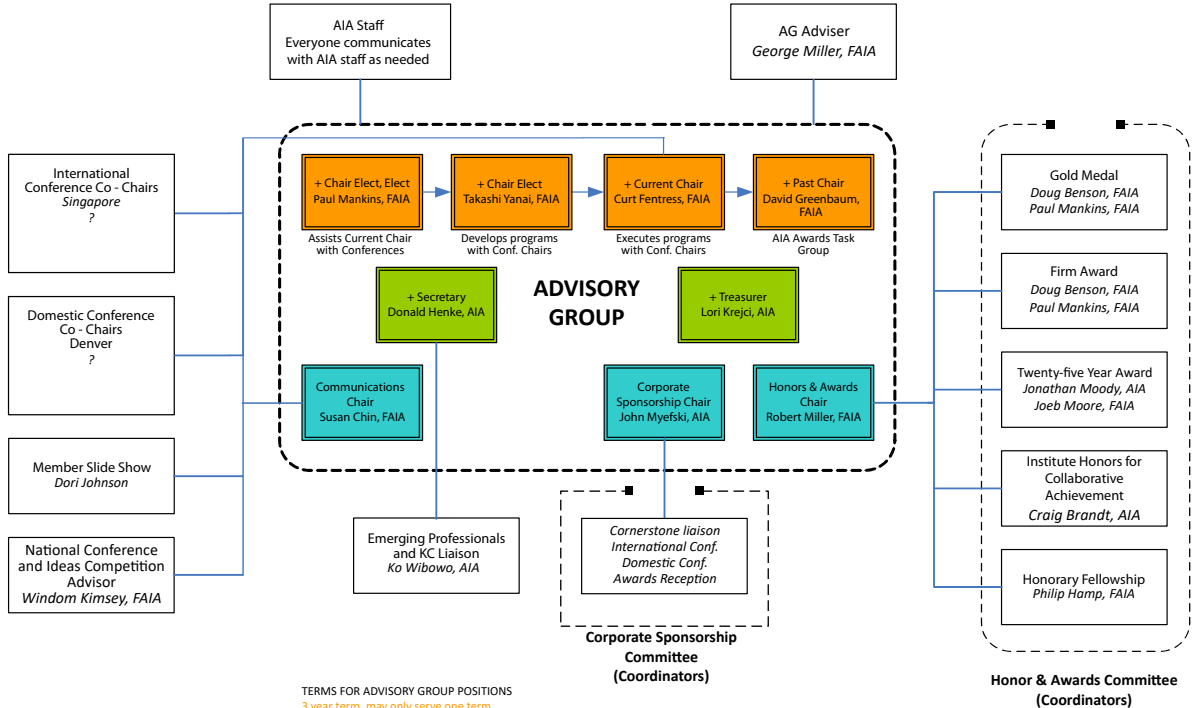 AIA Staff
Everyone communicates
with AIA staff as needed
AG Adviser
George Miller, FAIA
International
Conference Co - Chairs
Singapore
?
Domestic Conference
Co - Chairs
Denver
?
Member Slide Show
Dori Johnson
National Conference
and Ideas Competition
Advisor
Windom Kimsey, FAIA
+ Chair Elect, Elect
Paul Mankins, FAIA
Assists Current Chair
with Conferences
+ Chair Elect
Takashi Yanai, FAIA
Develops programs
with Conf. Chairs
+ Current Chair
Curt Fentress, FAIA
Executes programs
with Conf. Chairs
+ Past Chair
David Greenbaum,
FAIA
AIA Awards Task
Group
+ Secretary
Donald Henke, AIA
ADVISORY
GROUP
+ Treasurer
Lori Krejci, AIA
Communications
Chair
Susan Chin, FAIA
Corporate
Sponsorship Chair
John Myefski, AIA
Honors & Awards
Chair
Robert Miller, FAIA
Emerging Professionals
and KC Liaison
Ko Wibowo, AIA
Cornerstone liaison
International Conf.
Domestic Conf.
Awards Reception
Corporate Sponsorship
Committee
(Coordinators)
Gold Medal
Doug Benson, FAIA
Paul Mankins, FAIA
Firm Award
Doug Benson, FAIA
Paul Mankins, FAIA
Twenty-five Year Award
Jonathan Moody, AIA
Joeb Moore, FAIA
Institute Honors for
Collaborative
Achievement
Craig Brandt, AIA
Honorary Fellowship
Philip Hamp, FAIA
Honor & Awards Committee
(Coordinators)
TERMS FOR ADVISORY GROUP POSITIONS
3 year term, may only serve one term